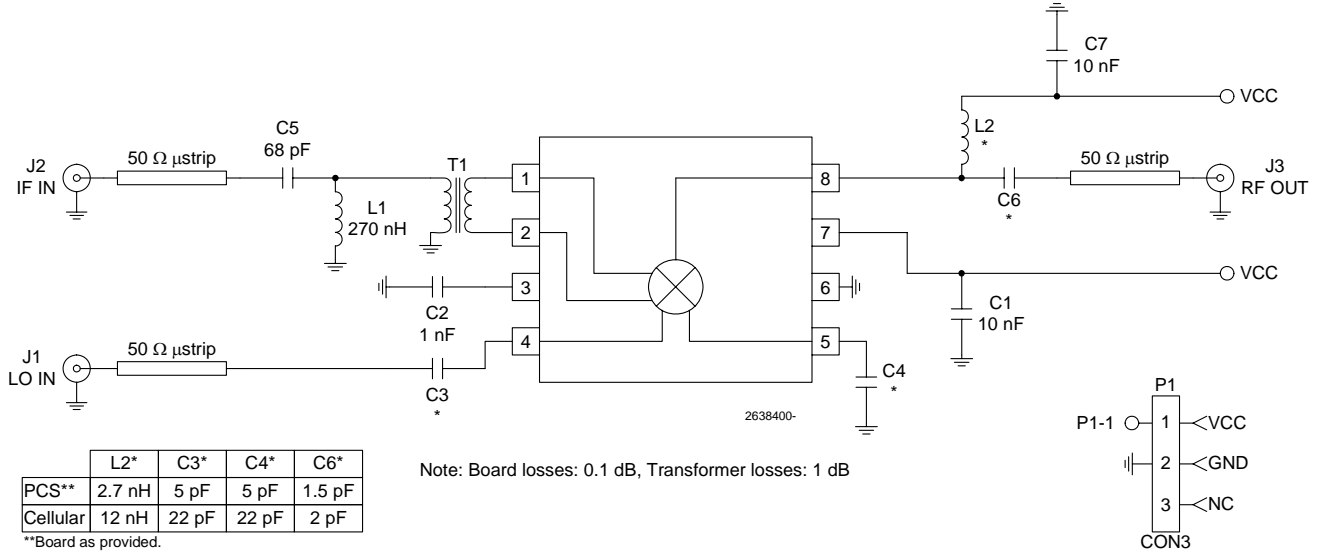 C7
10 nF
VCC
C5
68 pF
L2
*
J2
IF IN
50 Ω μstrip
T1
1
8
50 Ω μstrip
J3
RF OUT
C6
*
L1
270 nH
2
7
VCC
C2
1 nF
3
6
C1
10 nF
J1
LO IN
50 Ω μstrip
4
5
C3
*
C4
*
2638400-
P1
P1-1
1
VCC
2
GND
3
NC
CON3
L2* C3* C4* C6*
PCS** 2.7 nH 5 pF 5 pF 1.5 pF
Cellular 12 nH 22 pF 22 pF 2 pF
**Board as provided.
Note: Board losses: 0.1 dB, Transformer losses: 1 dB